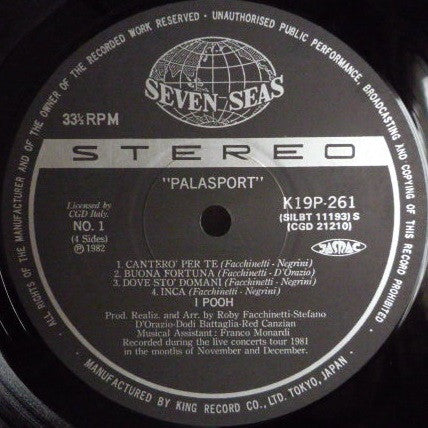 ALL RIGHTS OF THE MANUFACTURER AND OF THE OWNER OF THE RECORDED WORK RESERVED · UNAUTHORISED PUBLIC PERFORMANCE, BROADCASTING AND COPYING OF THIS RECORD PROHIBITED
SEVEN SEAS
33⅓ RPM
STEREO
"PALASPORT"
Licensed by
CGD Italy.
NO. 1
(4 Sides)
Ⓟ 1982
K19P-261
(SILBT 11193) S
(CGD 21210)
JASRAC
1. CANTERO' PER TE (Facchinetti - Negrini)
2. BUONA FORTUNA (Facchinetti - D'Orazio)
3. DOVE STO' DOMANI (Facchinetti - Negrini)
4. INCA (Facchinetti - Negrini)
I POOH
Prod. Realiz. and Arr. by Roby Facchinetti-Stefano
D'Orazio-Dodi Battaglia-Red Canzian
Musical Assistant : Franco Monardi
Recorded during the live concerts tour 1981
in the months of November and December.
· MANUFACTURED BY KING RECORD CO., LTD. TOKYO, JAPAN ·